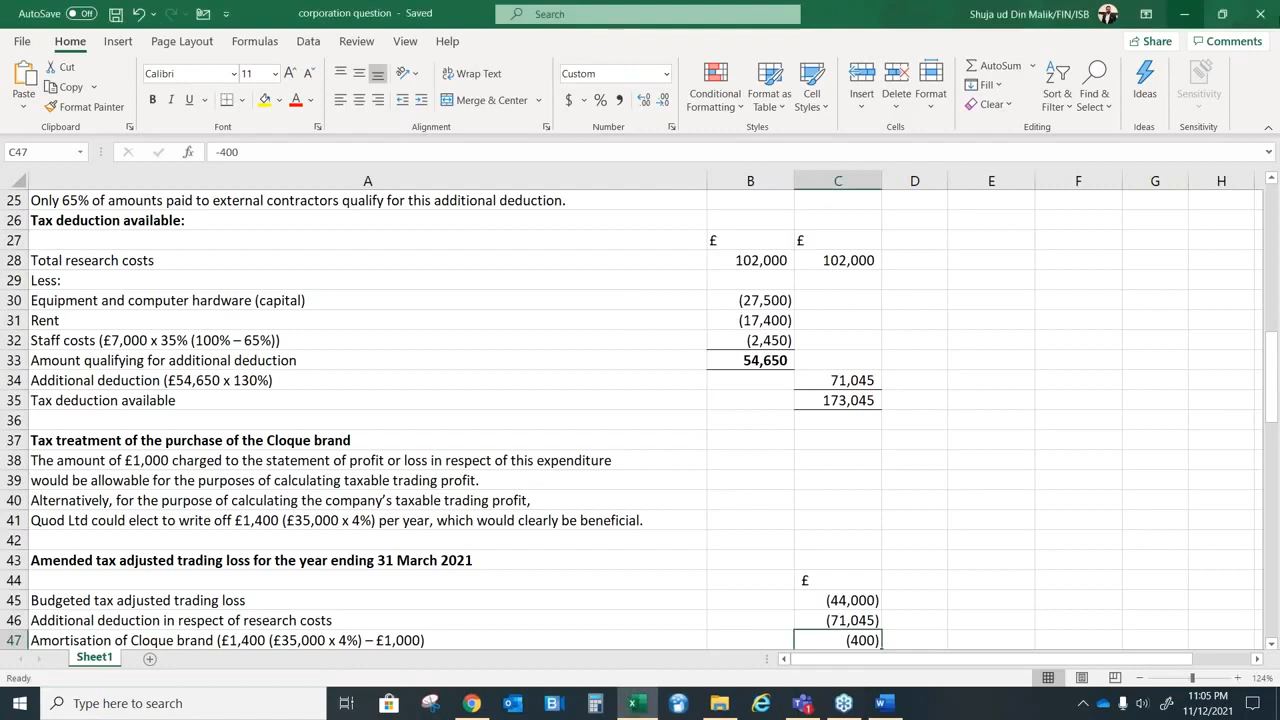 AutoSave Off corporation question - Saved Search Shuja ud Din Malik/FIN/ISB
File Home Insert Page Layout Formulas Data Review View Help Share Comments
Paste Cut Copy Format Painter Clipboard
Calibri 11 A A B I U A Font
Wrap Text Merge & Center Alignment
Custom $ % , Number
Conditional Formatting Format as Table Cell Styles Styles
Insert Delete Format Cells
AutoSum Fill Clear Sort & Filter Find & Select Editing
Ideas Ideas
Sensitivity Sensitivity
C47 fx -400
A B C D E F G H
25 Only 65% of amounts paid to external contractors qualify for this additional deduction.
26 Tax deduction available:
27 £ £
28 Total research costs 102,000 102,000
29 Less:
30 Equipment and computer hardware (capital) (27,500)
31 Rent (17,400)
32 Staff costs (£7,000 x 35% (100% – 65%)) (2,450)
33 Amount qualifying for additional deduction 54,650
34 Additional deduction (£54,650 x 130%) 71,045
35 Tax deduction available 173,045
36
37 Tax treatment of the purchase of the Cloque brand
38 The amount of £1,000 charged to the statement of profit or loss in respect of this expenditure
39 would be allowable for the purposes of calculating taxable trading profit.
40 Alternatively, for the purpose of calculating the company’s taxable trading profit,
41 Quod Ltd could elect to write off £1,400 (£35,000 x 4%) per year, which would clearly be beneficial.
42
43 Amended tax adjusted trading loss for the year ending 31 March 2021
44 £
45 Budgeted tax adjusted trading loss (44,000)
46 Additional deduction in respect of research costs (71,045)
47 Amortisation of Cloque brand (£1,400 (£35,000 x 4%) – £1,000) (400)
Sheet1
Ready 124%
Type here to search 11:05 PM
11/12/2021